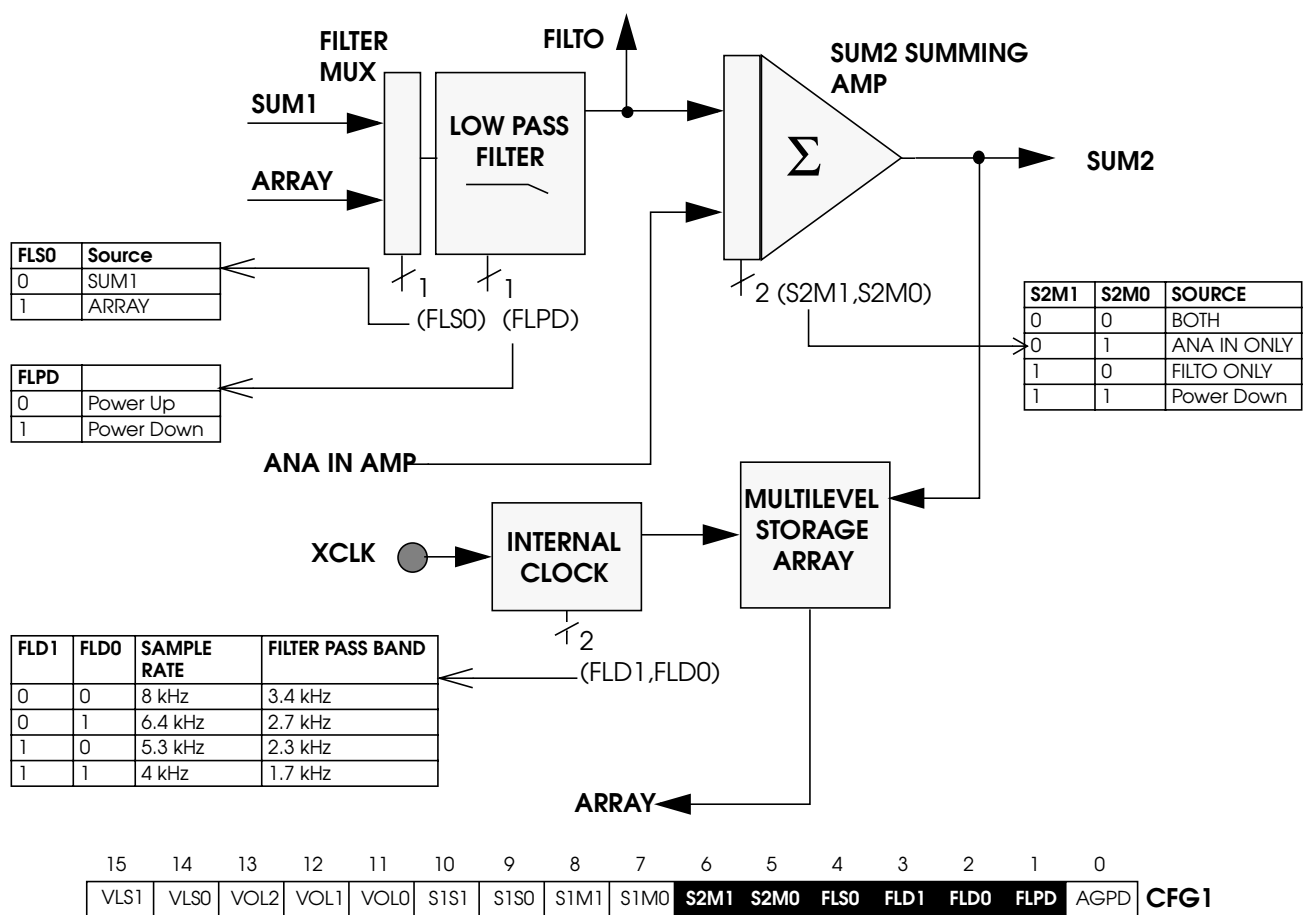 FILTER MUX
FILTO
SUM2 SUMMING AMP
SUM1
LOW PASS FILTER
Σ
SUM2
ARRAY
FLS0 Source
0 SUM1
1 ARRAY
1 (FLS0)
1 (FLPD)
2 (S2M1,S2M0)
S2M1 S2M0 SOURCE
0 0 BOTH
0 1 ANA IN ONLY
1 0 FILTO ONLY
1 1 Power Down
FLPD
0 Power Up
1 Power Down
ANA IN AMP
MULTILEVEL STORAGE ARRAY
XCLK
INTERNAL CLOCK
2 (FLD1,FLD0)
FLD1 FLD0 SAMPLE RATE FILTER PASS BAND
0 0 8 kHz 3.4 kHz
0 1 6.4 kHz 2.7 kHz
1 0 5.3 kHz 2.3 kHz
1 1 4 kHz 1.7 kHz
ARRAY
15 14 13 12 11 10 9 8 7 6 5 4 3 2 1 0
VLS1 VLS0 VOL2 VOL1 VOL0 S1S1 S1S0 S1M1 S1M0 S2M1 S2M0 FLS0 FLD1 FLD0 FLPD AGPD CFG1